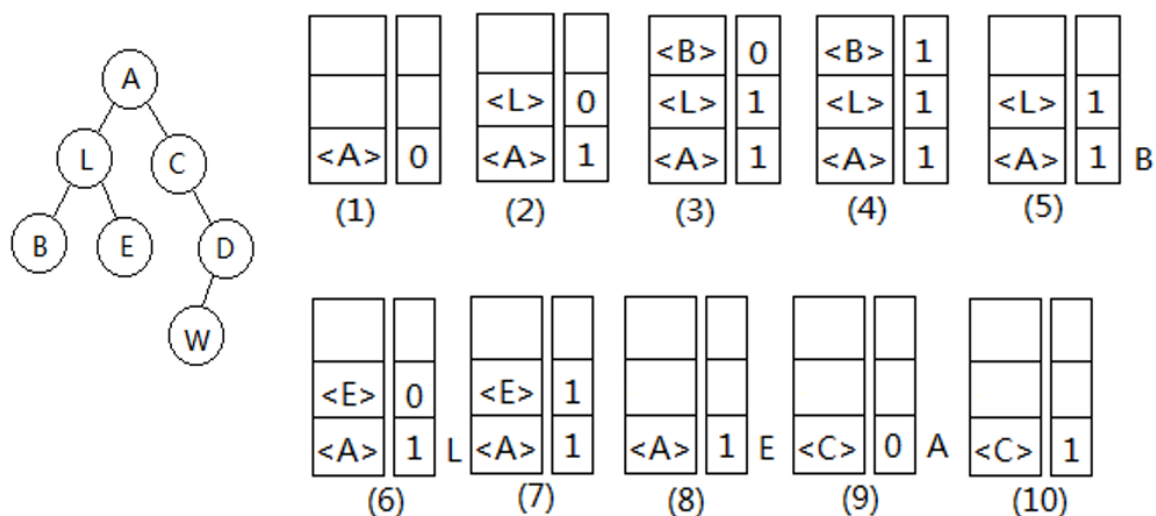 A
L
C
B
E
D
W
<A> 0
(1)
<L> 0
<A> 1
(2)
<B> 0
<L> 1
<A> 1
(3)
<B> 1
<L> 1
<A> 1
(4)
<L> 1
<A> 1 B
(5)
<E> 0
<A> 1 L
(6)
<E> 1
<A> 1
(7)
<A> 1 E
(8)
<C> 0 A
(9)
<C> 1
(10)